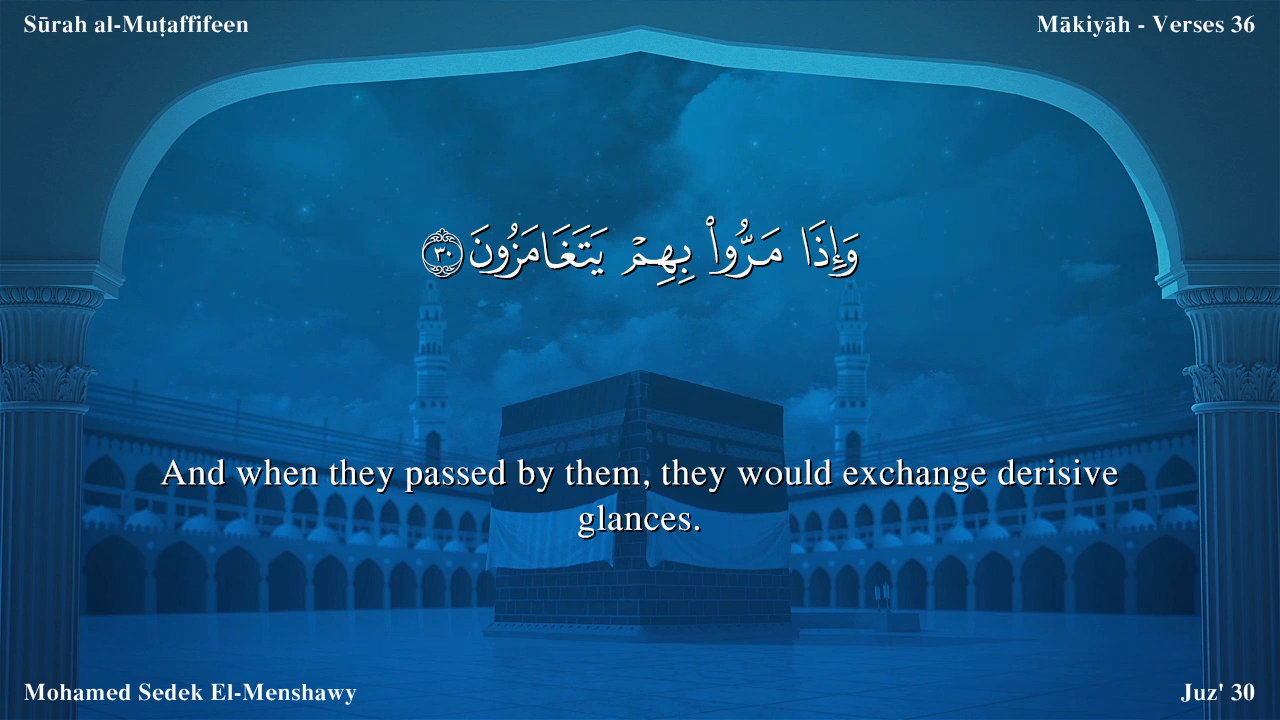 Sūrah al-Muṭaffifeen
Mākiyāh - Verses 36
وَإِذَا مَرُّوا۟ بِهِمْ يَتَغَامَزُونَ ٣٠
And when they passed by them, they would exchange derisive
glances.
Mohamed Sedek El-Menshawy
Juz' 30